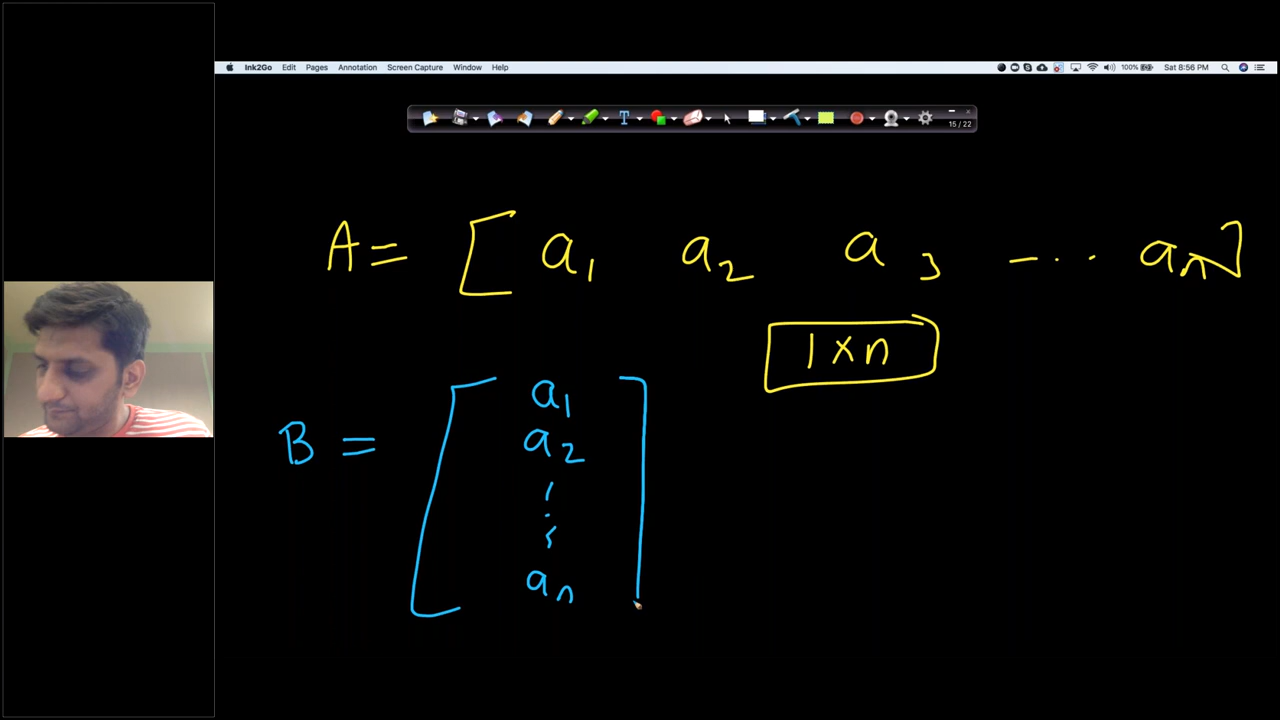 Ink2Go Edit Pages Annotation Screen Capture Window Help 100% Sat 8:56 PM
T 15 / 22
A = [ a1 a2 a3 -... an ]
1 × n
B = [ a1
a2
⋮
an ]